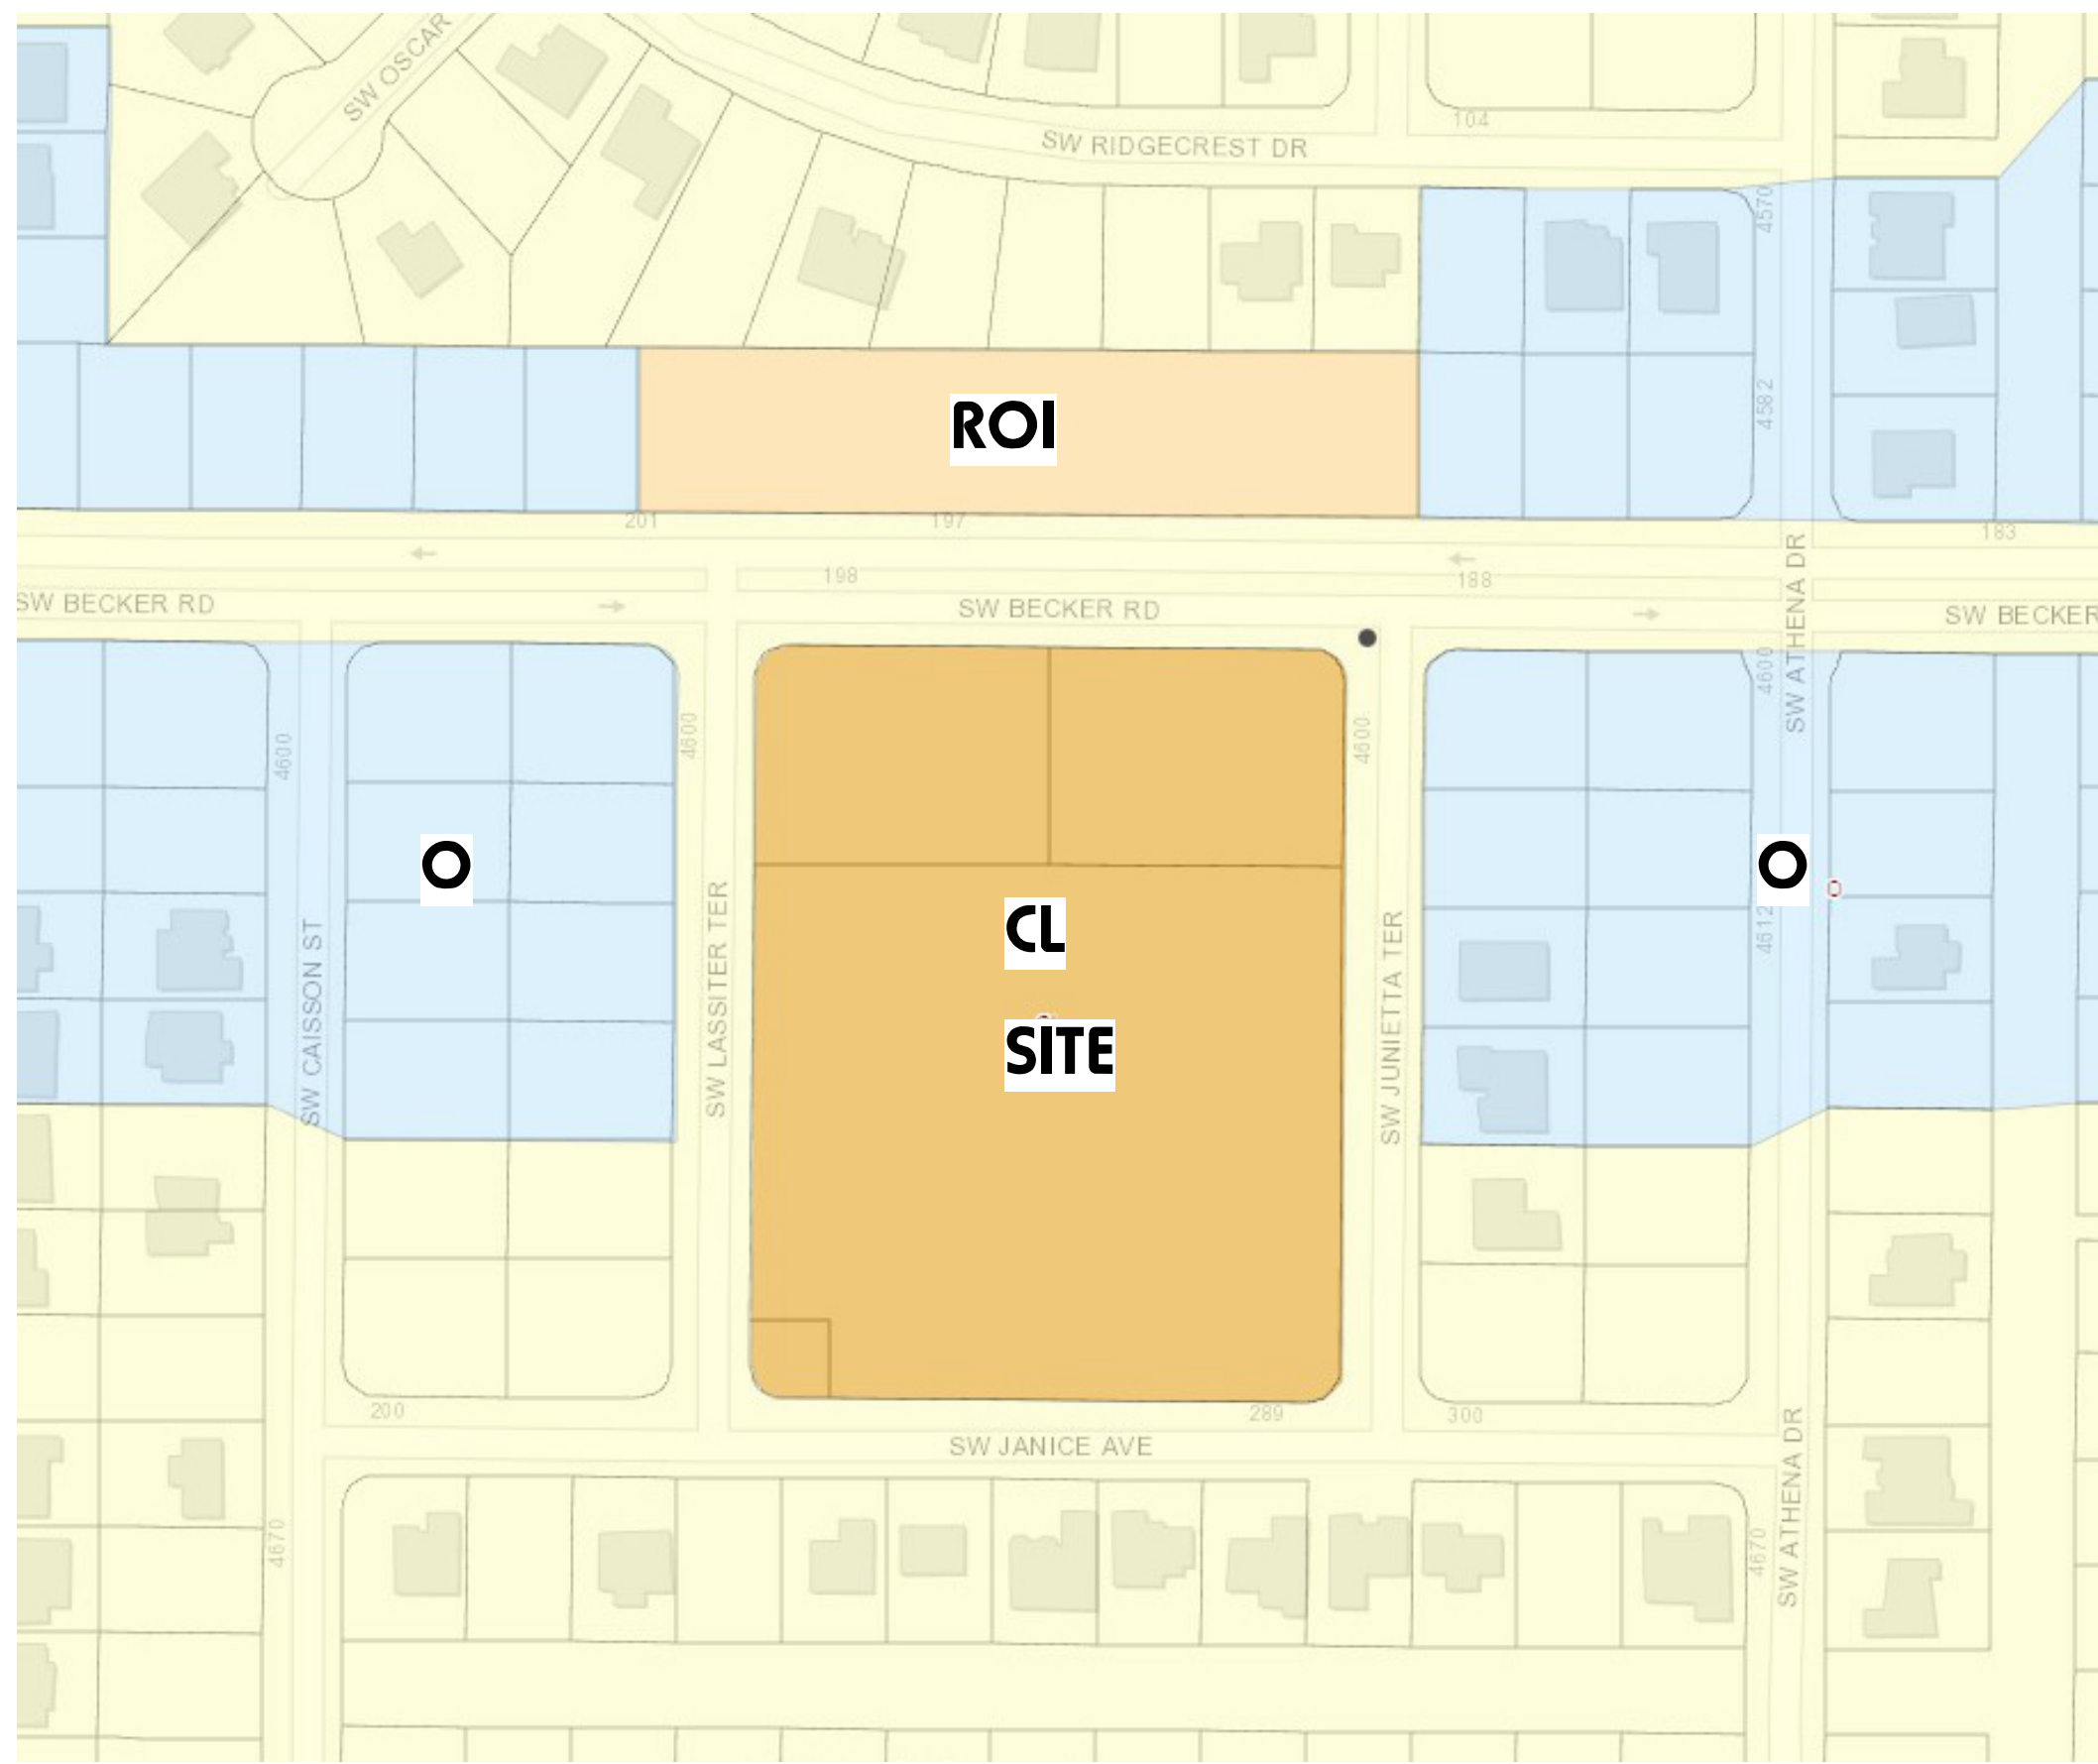 SW OSCAR
SW RIDGECREST DR
104
4570
ROI
4582
201
197
183
198
188
SW BECKER RD
SW BECKER RD
SW BECKER
SW ATHENA DR
4600
4600
4600
4600
O
O
CL
SITE
4612
SW CAISSON ST
SW LASSITER TER
SW JUNIETTA TER
200
289
300
SW JANICE AVE
SW ATHENA DR
4670
4670